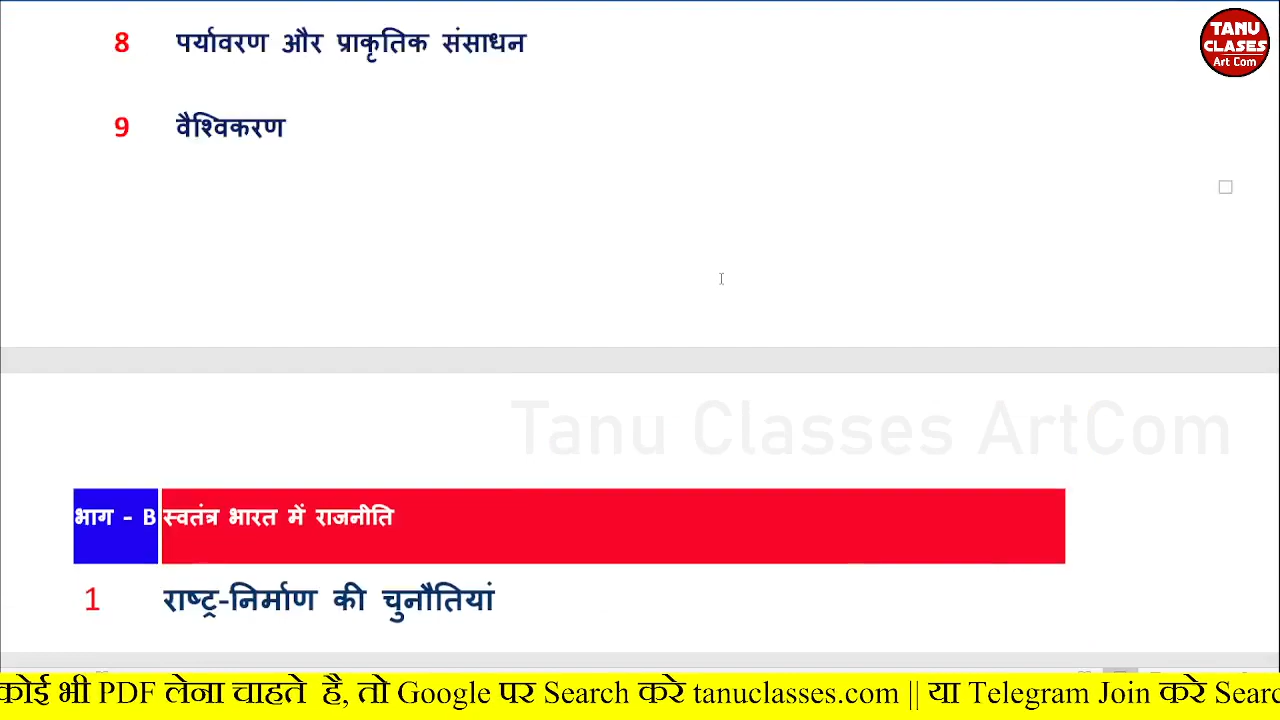 TANU
CLASES
Art Com
8 पर्यावरण और प्राकृतिक संसाधन
9 वैश्विकरण
Tanu Classes ArtCom
भाग - B स्वतंत्र भारत में राजनीति
1 राष्ट्र-निर्माण की चुनौतियां
कोई भी PDF लेना चाहते है, तो Google पर Search करे tanuclasses.com || या Telegram Join करे Searc